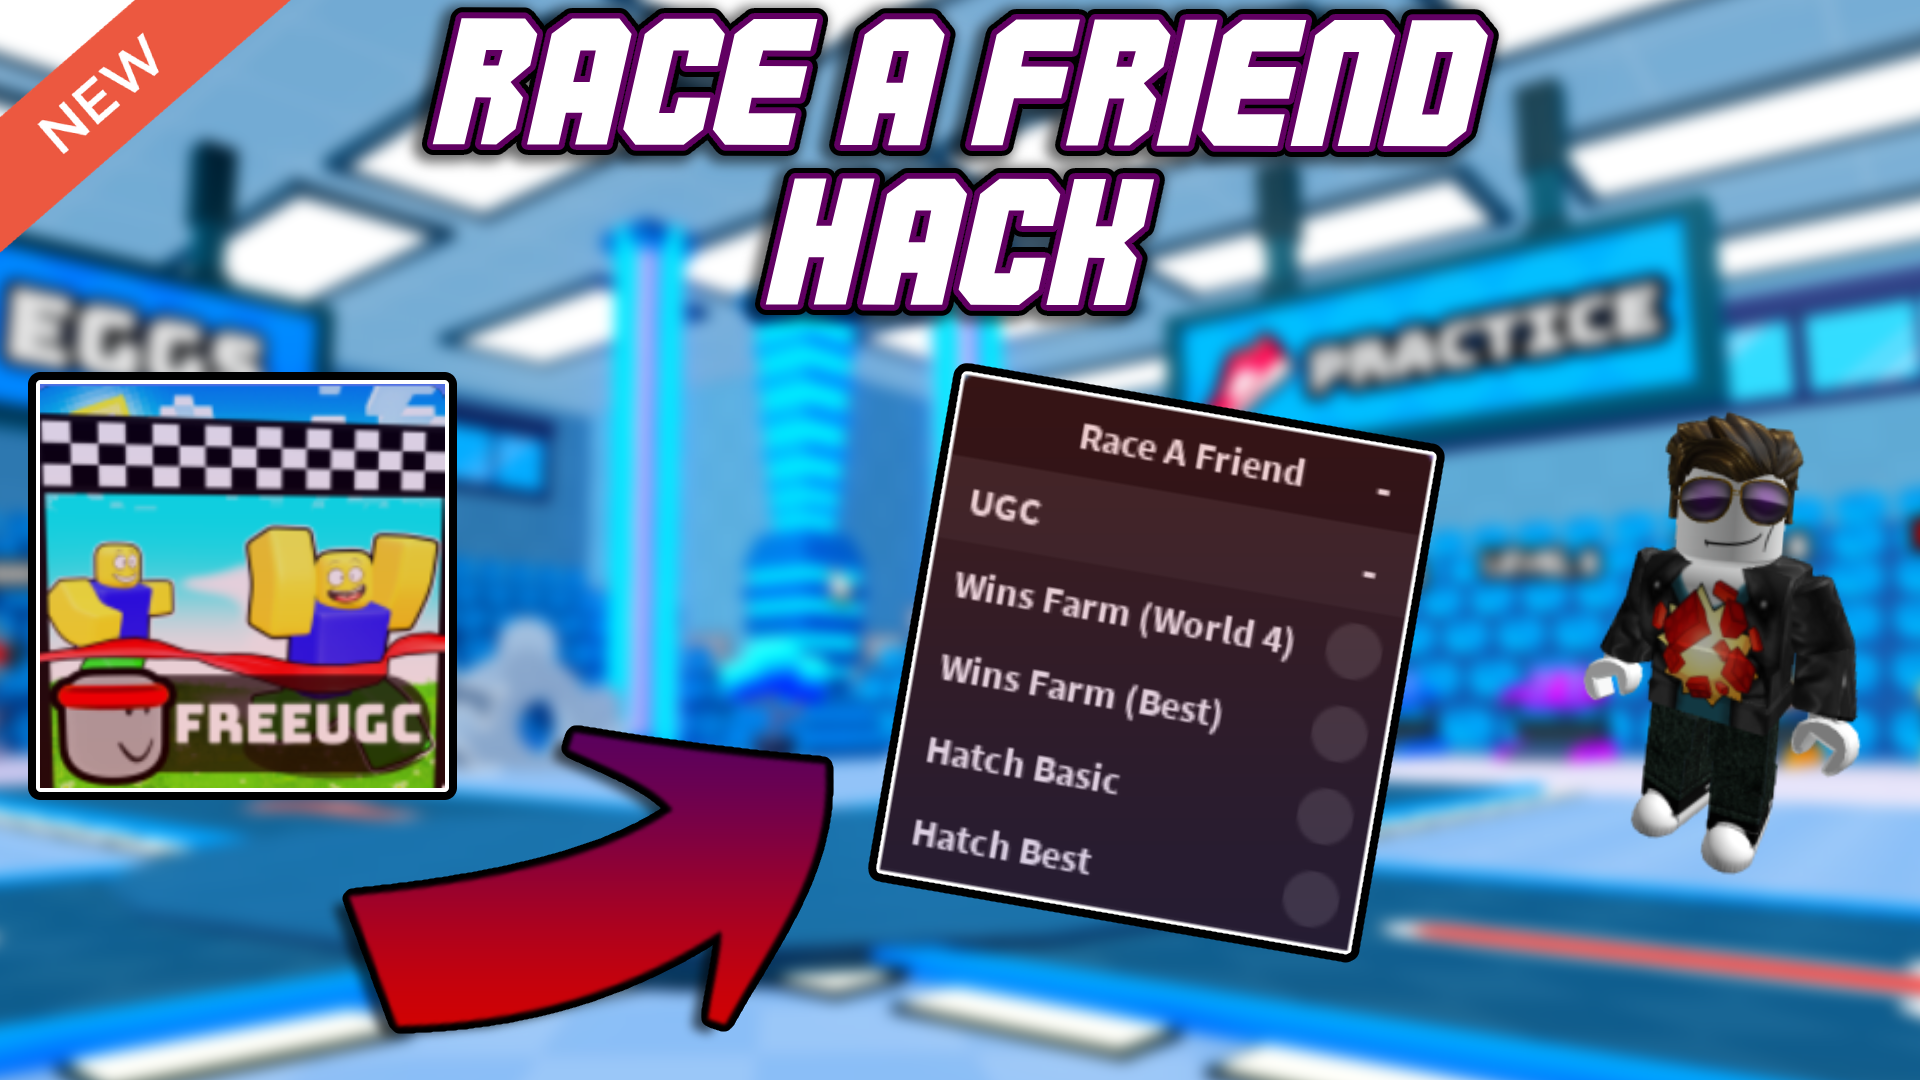 NEW
RACE A FRIEND
HACK
EGGS
PRACTICE
FREEUGC
Race A Friend -
UGC -
Wins Farm (World 4)
Wins Farm (Best)
Hatch Basic
Hatch Best